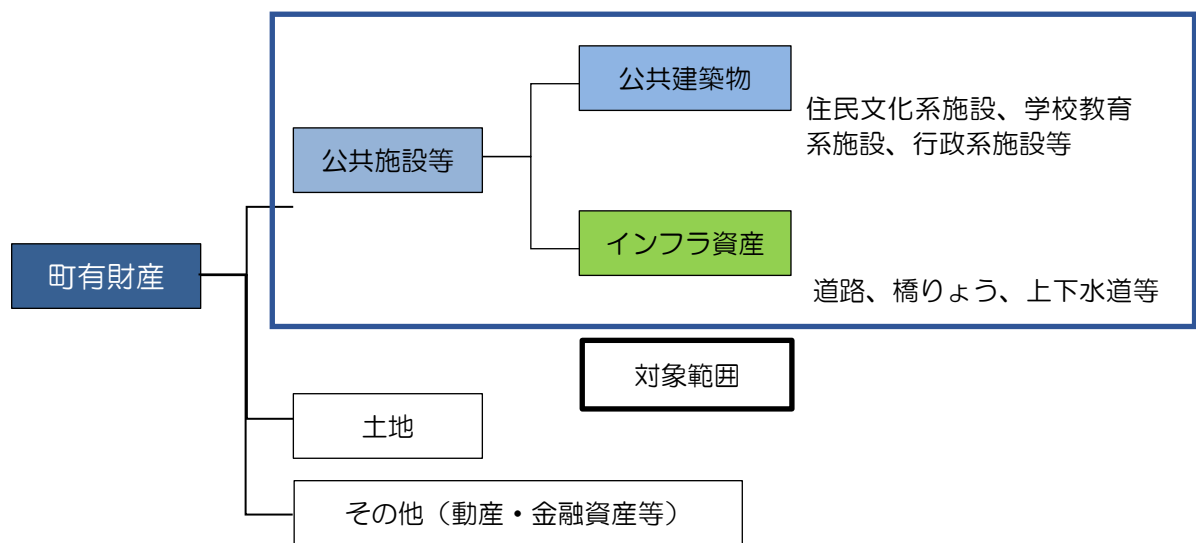 公共建築物
住民文化系施設、学校教育
系施設、行政系施設等
公共施設等
インフラ資産
町有財産
道路、橋りょう、上下水道等
対象範囲
土地
その他（動産・金融資産等）